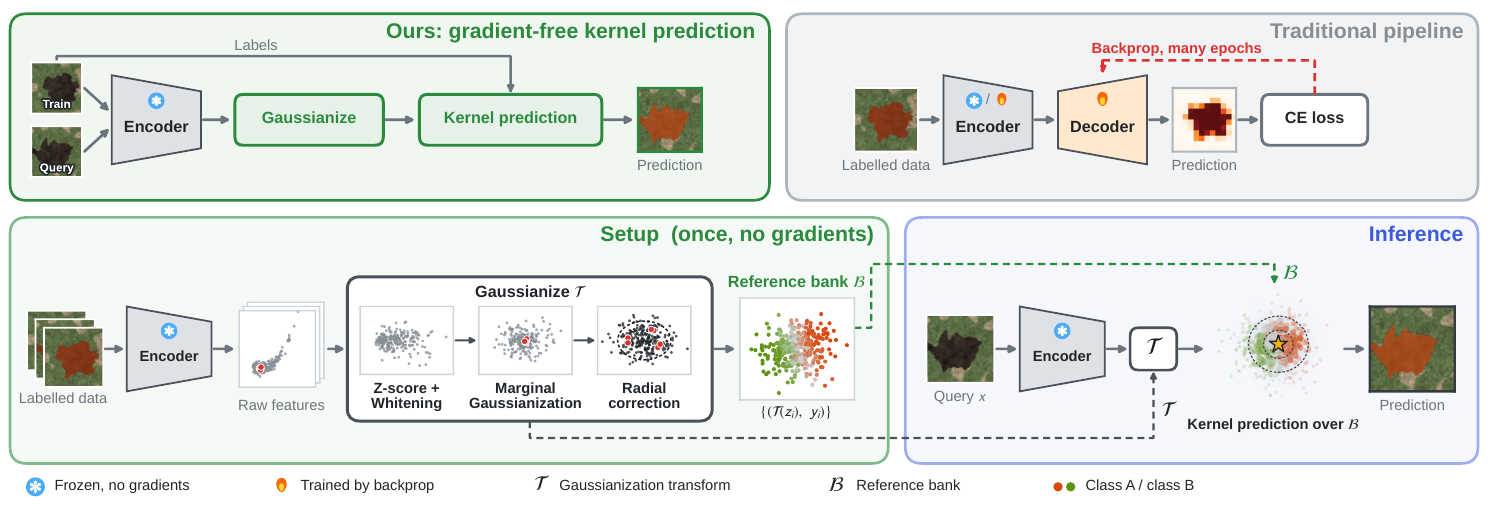 Ours: gradient-free kernel prediction
Labels
Train
Query
Encoder
Gaussianize
Kernel prediction
Prediction
Traditional pipeline
Backprop, many epochs
Labelled data
/
Encoder
Decoder
Prediction
CE loss
Setup (once, no gradients)
Labelled data
Encoder
Raw features
Gaussianize 𝒯
Z-score +
Whitening
Marginal
Gaussianization
Radial
correction
Reference bank ℬ
{(𝒯(zᵢ), yᵢ)}
Inference
Query x
Encoder
𝒯
𝒯
ℬ
Kernel prediction over ℬ
Prediction
Frozen, no gradients
Trained by backprop
𝒯 Gaussianization transform
ℬ Reference bank
Class A / class B